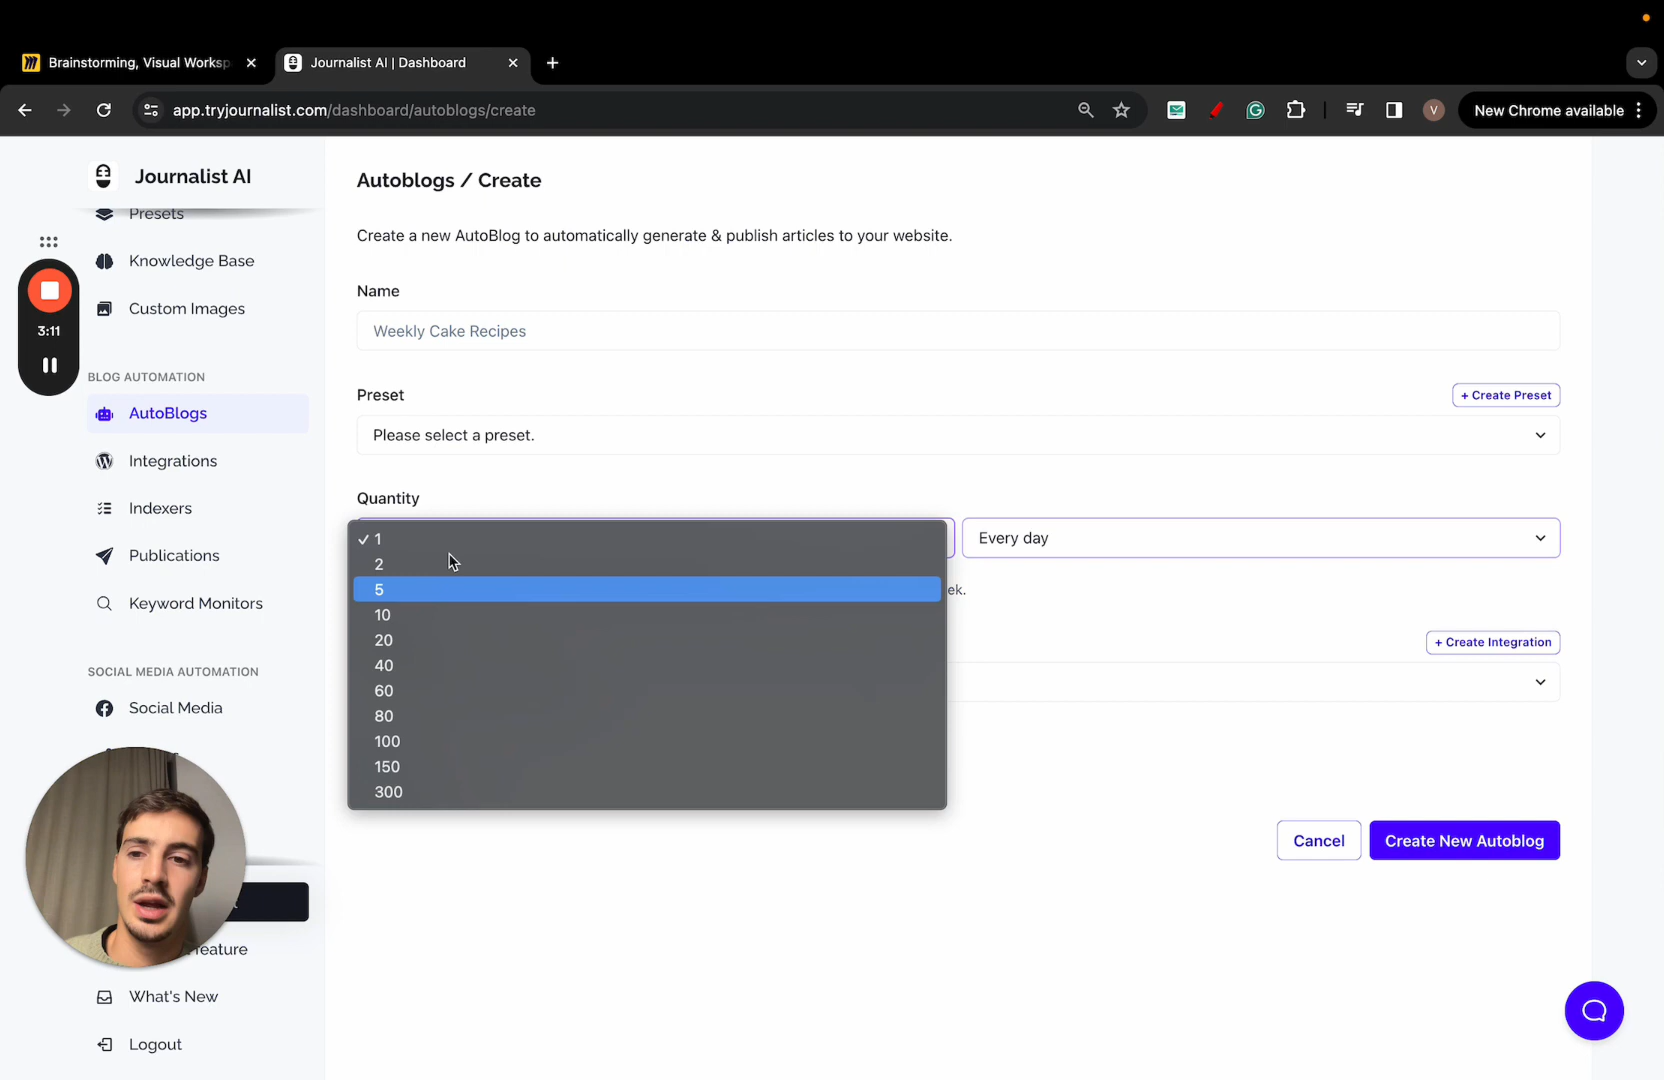 Brainstorming, Visual Worksp
Journalist AI | Dashboard
app.tryjournalist.com/dashboard/autoblogs/create
V
New Chrome available
Journalist AI
Presets
Knowledge Base
Custom Images
3:11
BLOG AUTOMATION
AutoBlogs
Integrations
Indexers
Publications
Keyword Monitors
SOCIAL MEDIA AUTOMATION
Social Media
feature
What's New
Logout
Autoblogs / Create
Create a new AutoBlog to automatically generate & publish articles to your website.
Name
Weekly Cake Recipes
Preset
+ Create Preset
Please select a preset.
Quantity
✓ 1
2
5
10
20
40
60
80
100
150
300
Every day
ek.
+ Create Integration
Cancel
Create New Autoblog